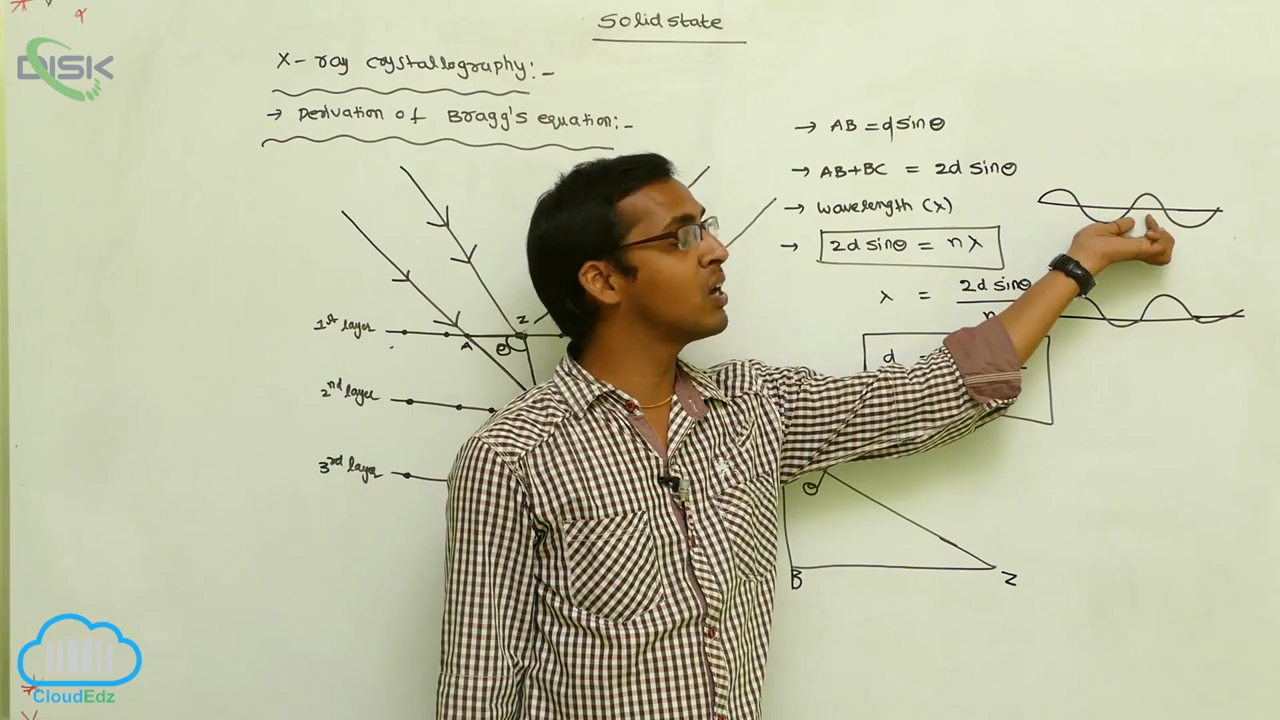 Solid state
DISK
X-ray crystallography:-
→ Derivation of Bragg's equation:-
→ AB = d sinθ
→ AB+BC = 2d sinθ
→ wavelength (λ)
→ 2d sinθ = nλ
λ = 2d sinθ
n
d
1st layer
A
Z
θ
2nd layer
3rd layer
θ
B
Z
CloudEdz